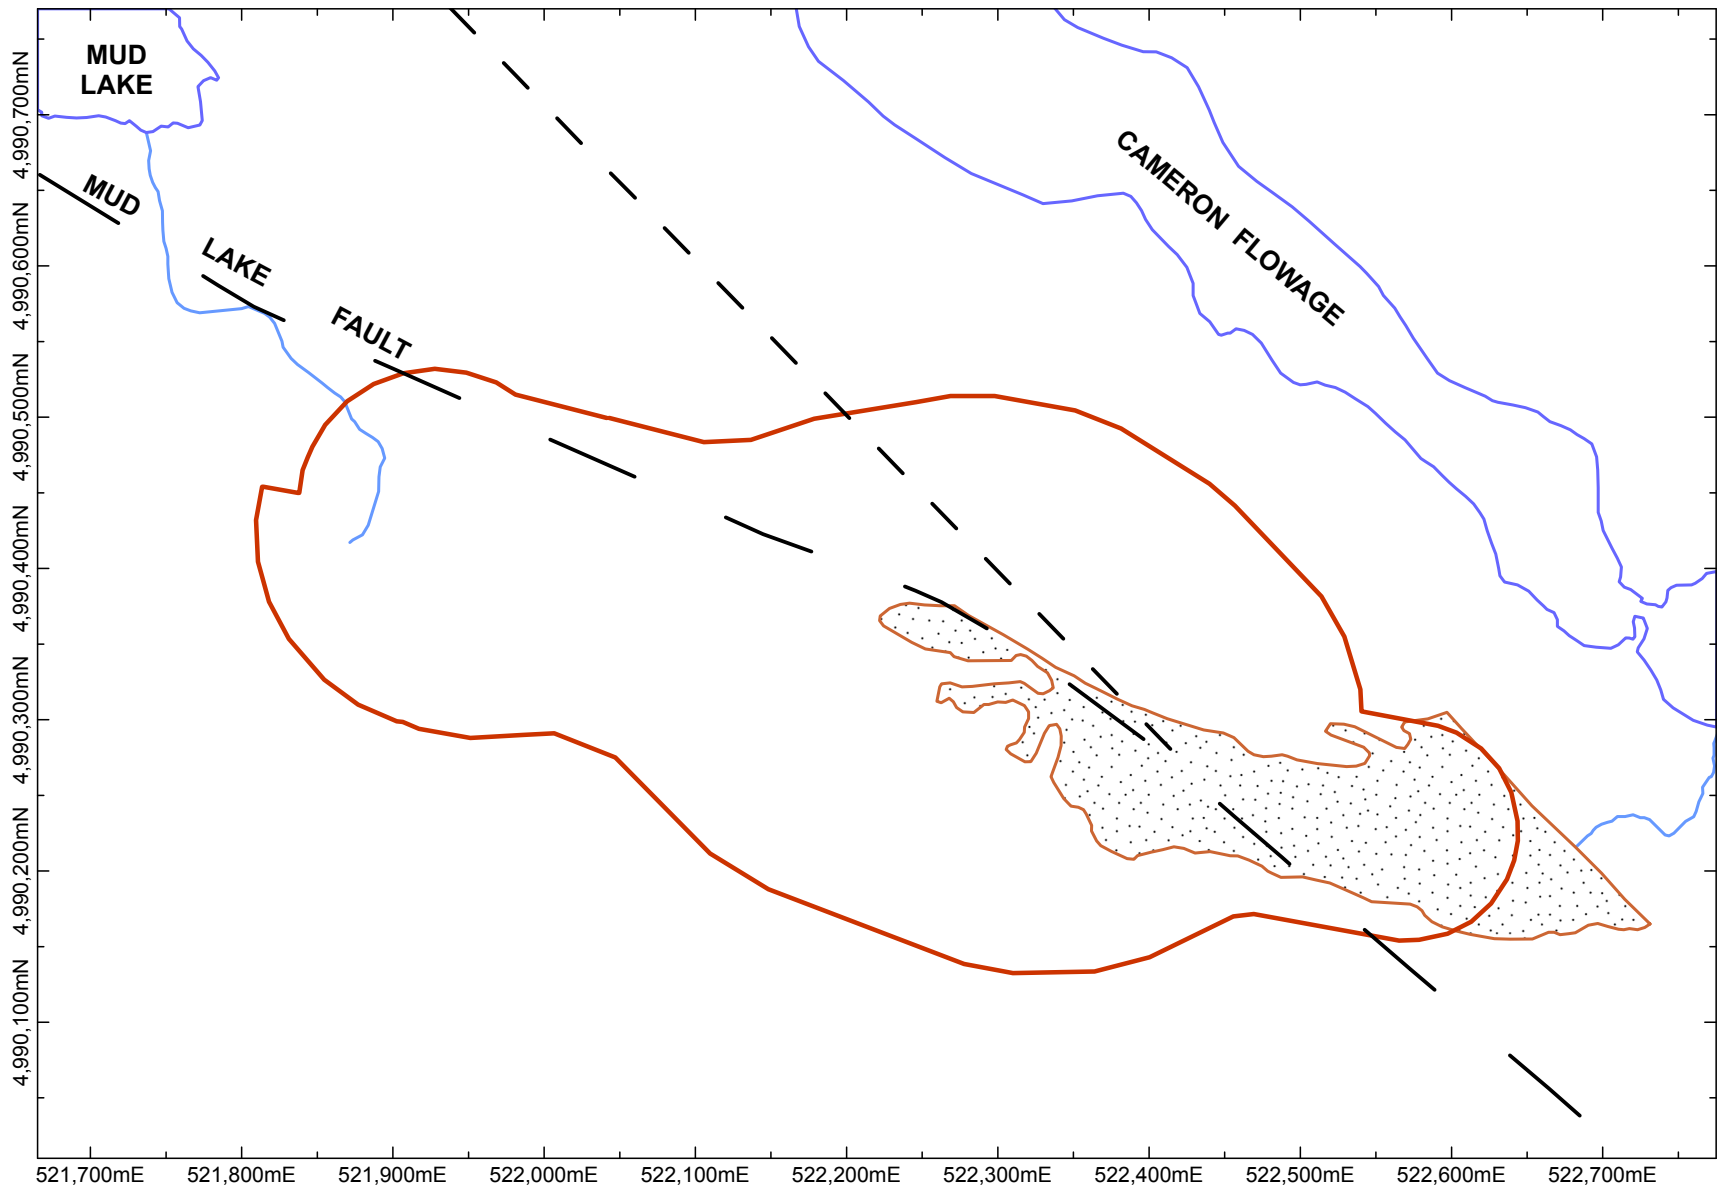 MUD
LAKE
MUD
LAKE
FAULT
CAMERON FLOWAGE
4,990,700mN
4,990,600mN
4,990,500mN
4,990,400mN
4,990,300mN
4,990,200mN
4,990,100mN
521,700mE
521,800mE
521,900mE
522,000mE
522,100mE
522,200mE
522,300mE
522,400mE
522,500mE
522,600mE
522,700mE